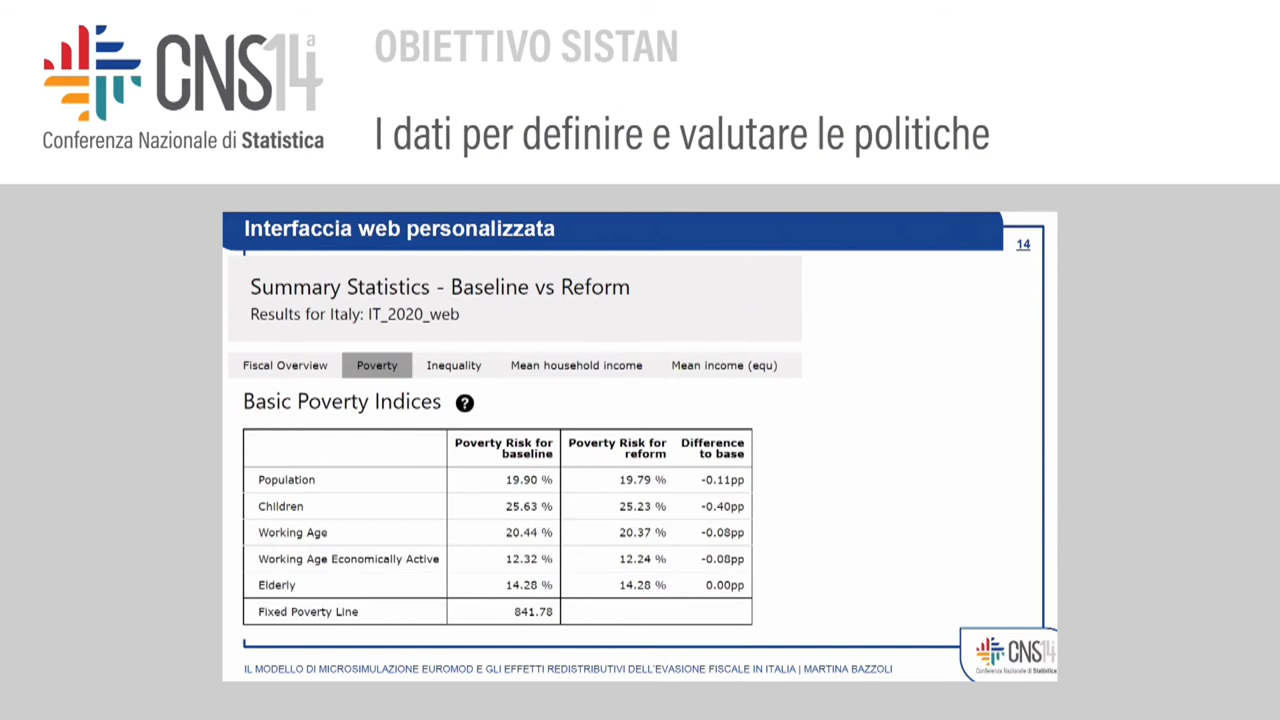 CNS14a
Conferenza Nazionale di Statistica
OBIETTIVO SISTAN
I dati per definire e valutare le politiche
Interfaccia web personalizzata
14
Summary Statistics - Baseline vs Reform
Results for Italy: IT_2020_web
Fiscal Overview Poverty Inequality Mean household income Mean income (equ)
Basic Poverty Indices ?
Poverty Risk for baseline Poverty Risk for reform Difference to base
Population 19.90 % 19.79 % -0.11pp
Children 25.63 % 25.23 % -0.40pp
Working Age 20.44 % 20.37 % -0.08pp
Working Age Economically Active 12.32 % 12.24 % -0.08pp
Elderly 14.28 % 14.28 % 0.00pp
Fixed Poverty Line 841.78
IL MODELLO DI MICROSIMULAZIONE EUROMOD E GLI EFFETTI REDISTRIBUTIVI DELL'EVASIONE FISCALE IN ITALIA | MARTINA BAZZOLI
CNS14
Conferenza Nazionale di Statistica